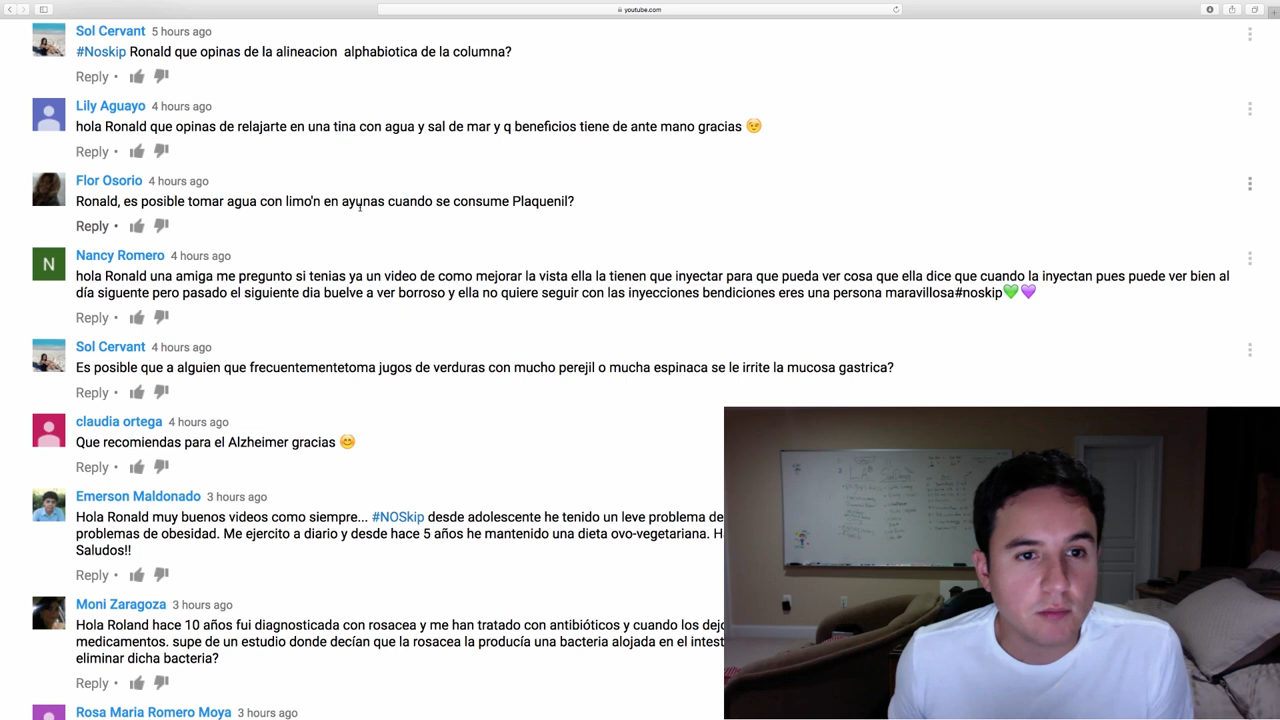 youtube.com
Sol Cervant 5 hours ago
#Noskip Ronald que opinas de la alineacion alphabiotica de la columna?
Reply
Lily Aguayo 4 hours ago
hola Ronald que opinas de relajarte en una tina con agua y sal de mar y q beneficios tiene de ante mano gracias 😉
Reply
Flor Osorio 4 hours ago
Ronald, es posible tomar agua con limo'n en ayunas cuando se consume Plaquenil?
Reply
N
Nancy Romero 4 hours ago
hola Ronald una amiga me pregunto si tenias ya un video de como mejorar la vista ella la tienen que inyectar para que pueda ver cosa que ella dice que cuando la inyectan pues puede ver bien al
día siguente pero pasado el siguiente dia buelve a ver borroso y ella no quiere seguir con las inyecciones bendiciones eres una persona maravillosa#noskip💚💜
Reply
Sol Cervant 4 hours ago
Es posible que a alguien que frecuentementetoma jugos de verduras con mucho perejil o mucha espinaca se le irrite la mucosa gastrica?
Reply
claudia ortega 4 hours ago
Que recomiendas para el Alzheimer gracias 😊
Reply
Emerson Maldonado 3 hours ago
Hola Ronald muy buenos videos como siempre... #NOSkip desde adolescente he tenido un leve problema de
problemas de obesidad. Me ejercito a diario y desde hace 5 años he mantenido una dieta ovo-vegetariana. H
Saludos!!
Reply
Moni Zaragoza 3 hours ago
Hola Roland hace 10 años fui diagnosticada con rosacea y me han tratado con antibióticos y cuando los dejo
medicamentos. supe de un estudio donde decían que la rosacea la producía una bacteria alojada en el intest
eliminar dicha bacteria?
Reply
Rosa Maria Romero Moya 3 hours ago